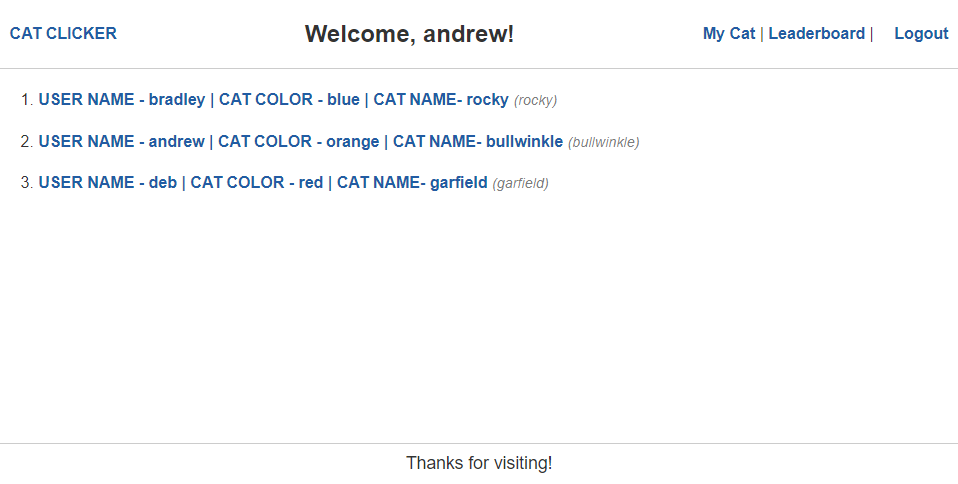 CAT CLICKER Welcome, andrew! My Cat | Leaderboard | Logout
1. USER NAME - bradley | CAT COLOR - blue | CAT NAME- rocky (rocky)
2. USER NAME - andrew | CAT COLOR - orange | CAT NAME- bullwinkle (bullwinkle)
3. USER NAME - deb | CAT COLOR - red | CAT NAME- garfield (garfield)
Thanks for visiting!